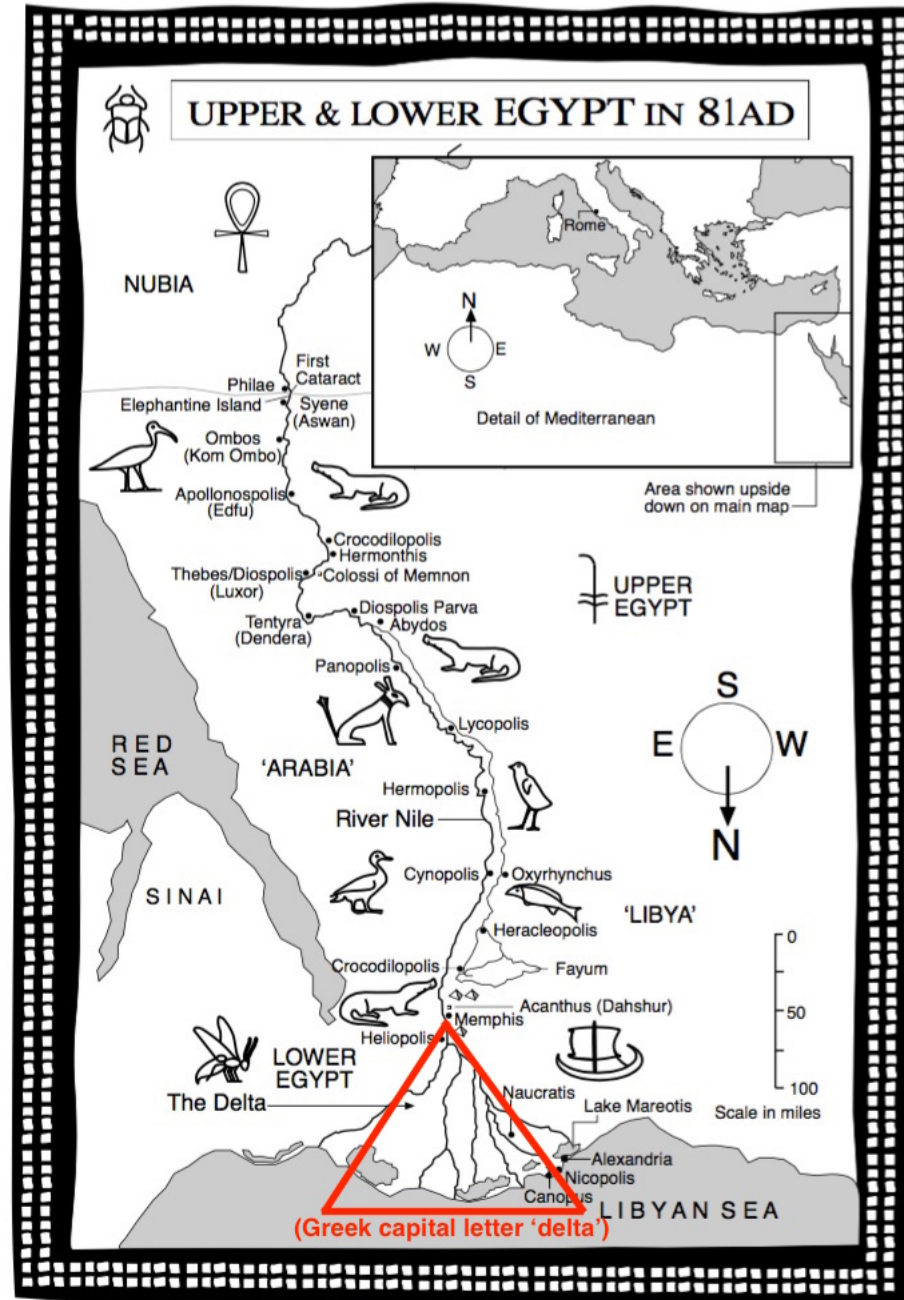 UPPER & LOWER EGYPT IN 81AD
Rome
N
W
E
S
Detail of Mediterranean
Area shown upside
down on main map
NUBIA
First
Cataract
Philae
Elephantine Island
Syene
(Aswan)
Ombos
(Kom Ombo)
Apollonospolis
(Edfu)
Crocodilopolis
Hermonthis
Thebes/Diospolis
(Luxor)
Colossi of Memnon
UPPER
EGYPT
Diospolis Parva
Tentyra
(Dendera)
Abydos
Panopolis
S
E
W
N
Lycopolis
RED
SEA
'ARABIA'
Hermopolis
River Nile
Cynopolis
Oxyrhynchus
SINAI
'LIBYA'
Heracleopolis
0
Crocodilopolis
Fayum
Acanthus (Dahshur)
50
Memphis
Heliopolis
LOWER
EGYPT
The Delta
Naucratis
100
Scale in miles
Lake Mareotis
Alexandria
Nicopolis
Canopus
LIBYAN SEA
(Greek capital letter 'delta')